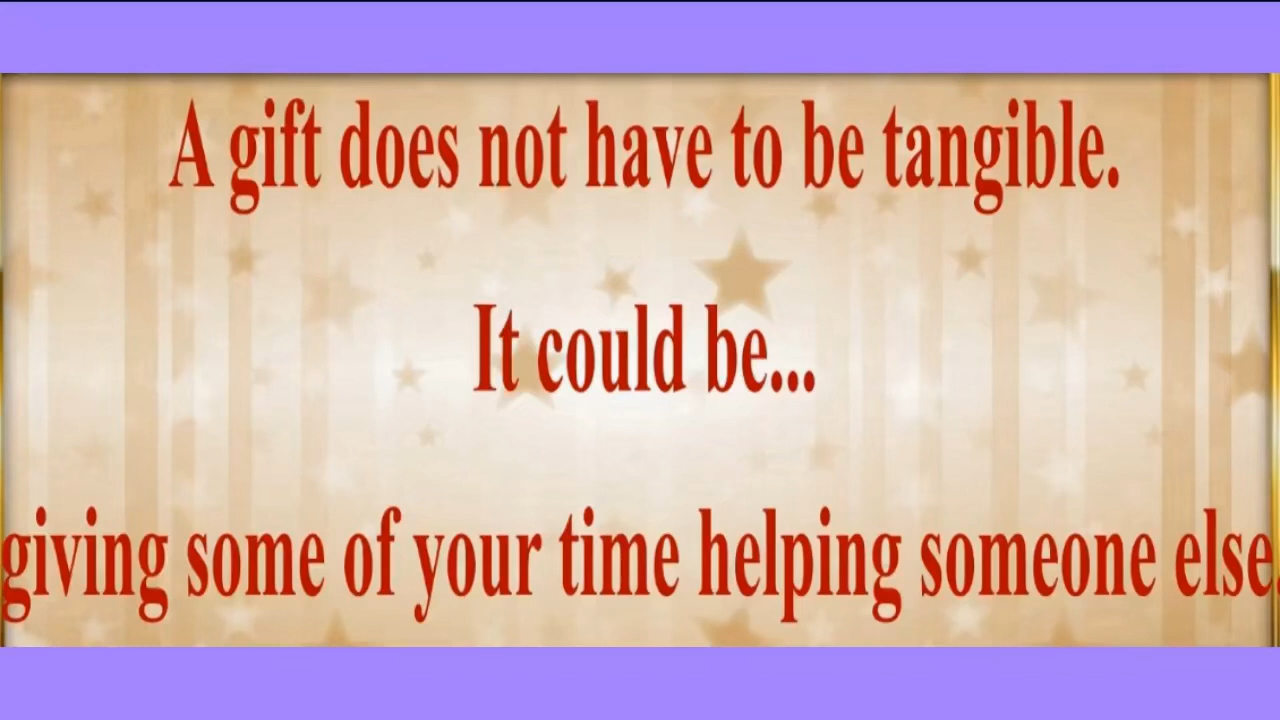 A gift does not have to be tangible.
It could be...
giving some of your time helping someone else.